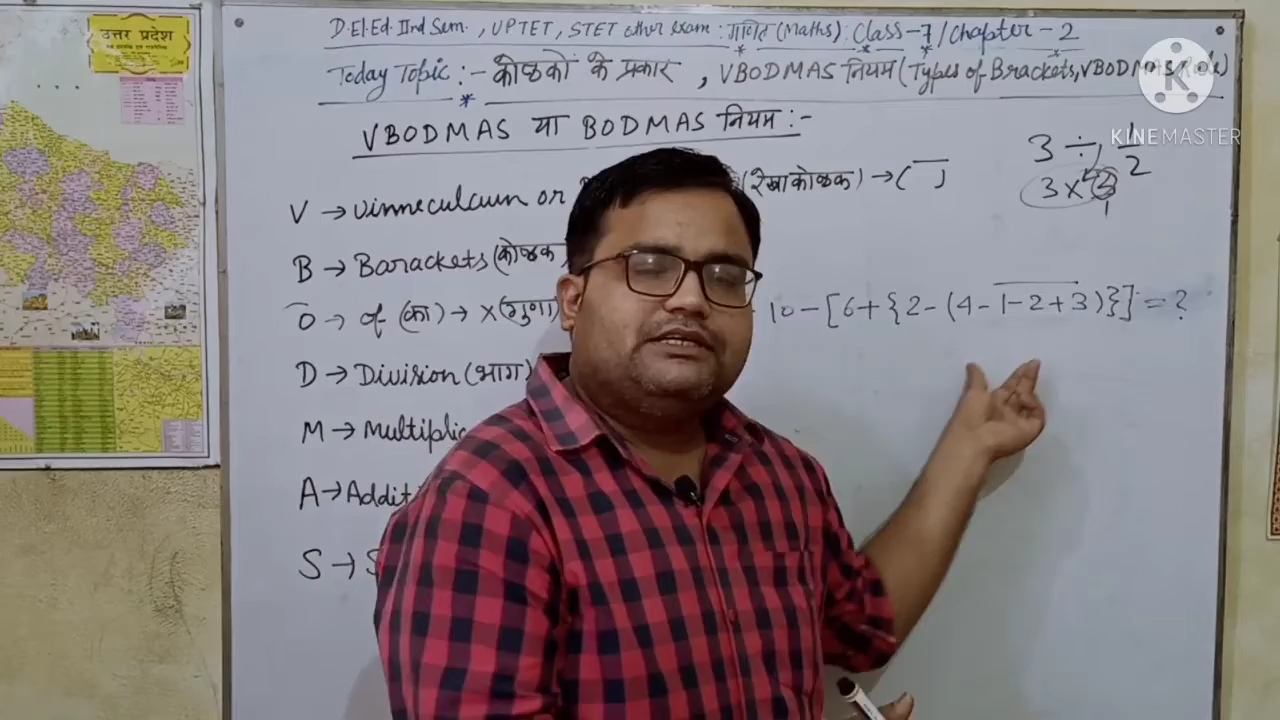 उत्तर प्रदेश
D.El.Ed. IInd Sem., UPTET, STET other exam : गणित (Maths): Class-7/Chapter-2
Today Topic :- कोष्ठकों के प्रकार , VBODMAS नियम (Types of Brackets, VBODMAS
KINEMASTER
VBODMAS या BODMAS नियम :-
V → Vinneculum or (रेखा कोष्ठक) →( ‾ )
B → Barackets (कोष्ठक
O → of (का) → × (गुणा)
D → Division (भाग)
M → Multiplic
A → Additi
S → S
3 ÷ 1/2
3 × 2/1
10 - [6 + {2 - (4 - 1̅-̅2̅+̅3̅)}] = ?